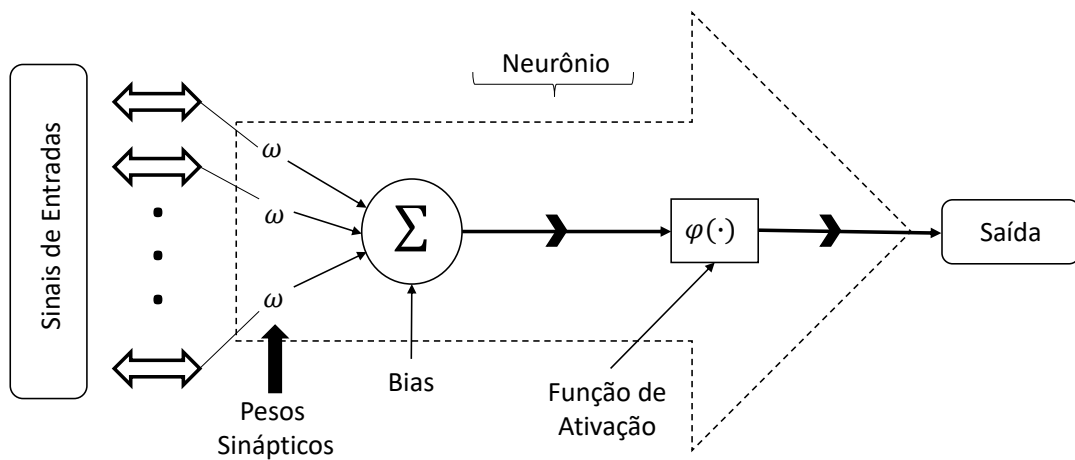 Neurônio
Sinais de Entradas
ω
ω
ω
Σ
φ(·)
Saída
Bias
Pesos
Sinápticos
Função de
Ativação